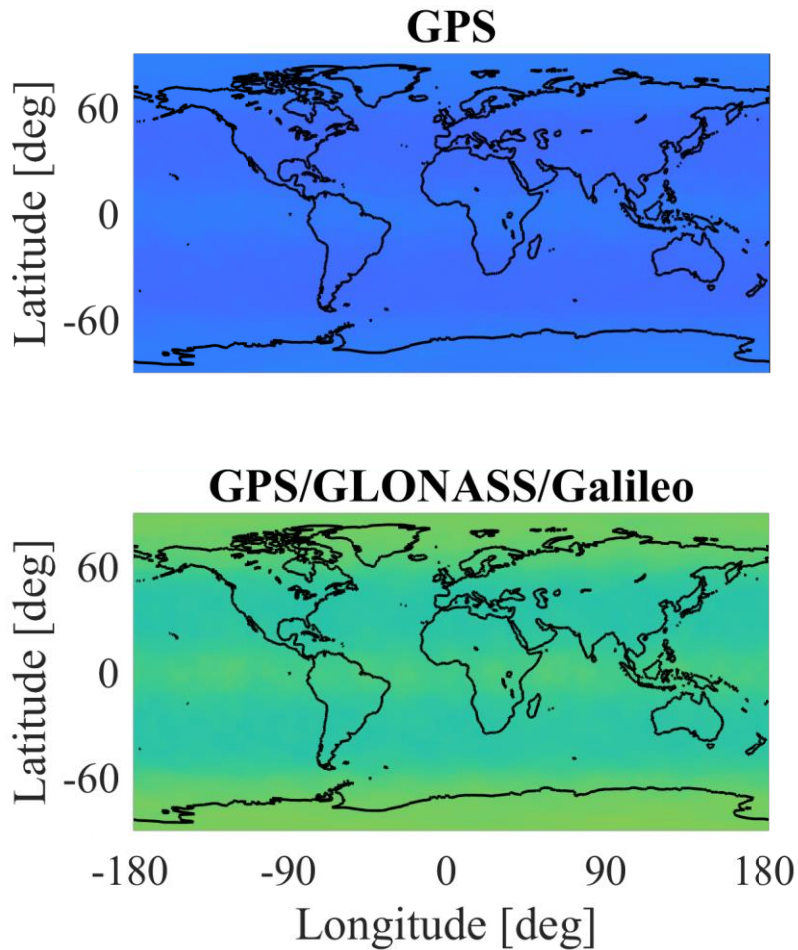 GPS
Latitude [deg]
60
0
-60
GPS/GLONASS/Galileo
Latitude [deg]
60
0
-60
-180 -90 0 90 180
Longitude [deg]